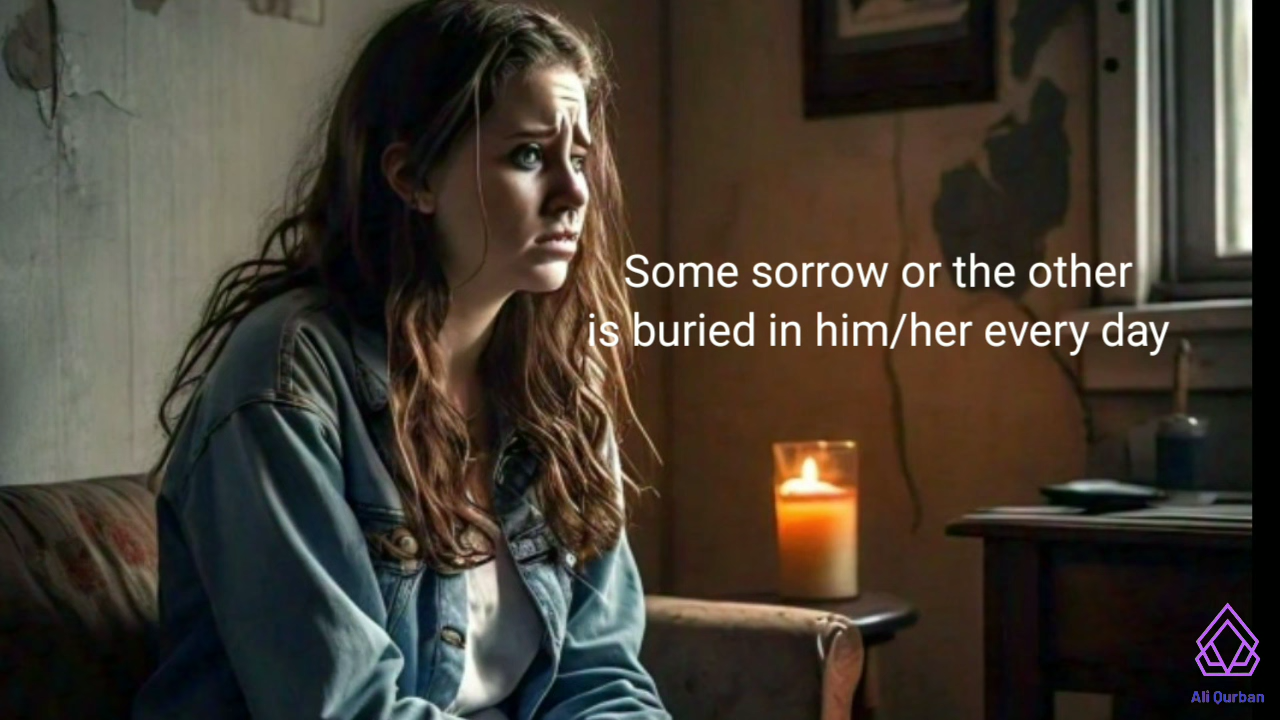 Some sorrow or the other
is buried in him/her every day
Ali Qurban